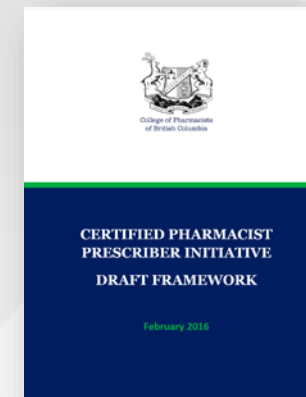 College of Pharmacists
of British Columbia
CERTIFIED PHARMACIST
PRESCRIBER INITIATIVE
DRAFT FRAMEWORK
February 2016